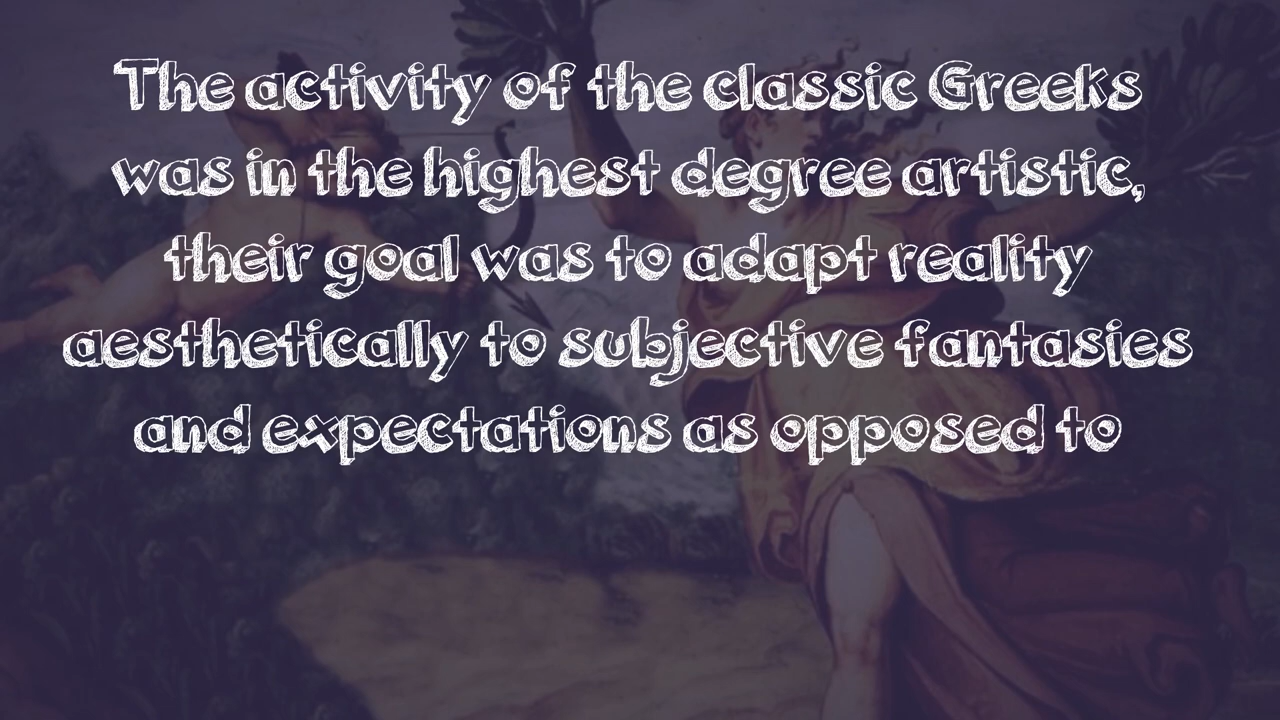 The activity of the classic Greeks
was in the highest degree artistic,
their goal was to adapt reality
aesthetically to subjective fantasies
and expectations as opposed to